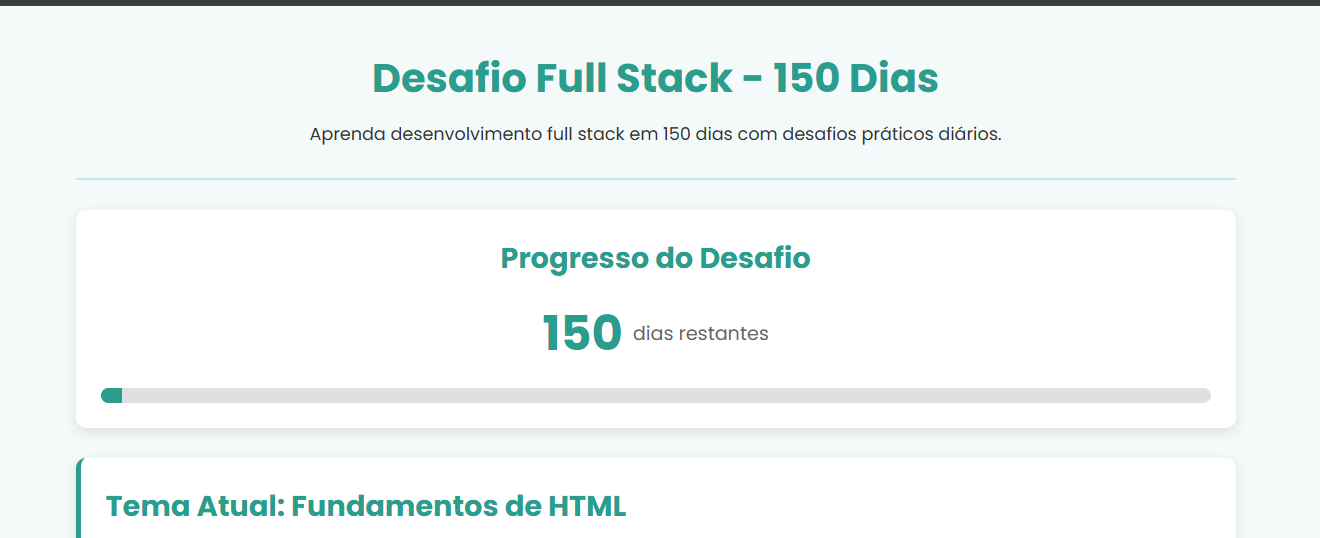 Desafio Full Stack - 150 Dias
Aprenda desenvolvimento full stack em 150 dias com desafios práticos diários.
Progresso do Desafio
150 dias restantes
Tema Atual: Fundamentos de HTML